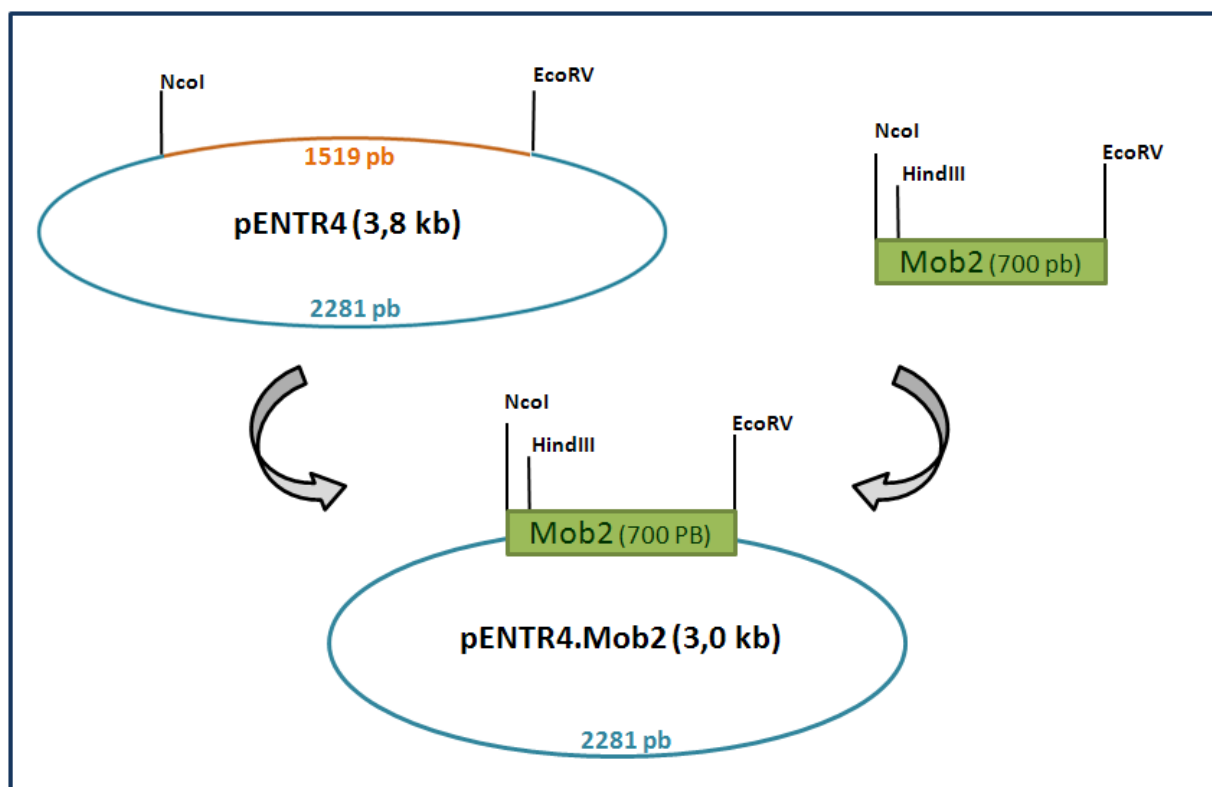 NcoI
EcoRV
1519 pb
pENTR4 (3,8 kb)
2281 pb
NcoI
HindIII
EcoRV
Mob2 (700 pb)
NcoI
HindIII
EcoRV
Mob2 (700 PB)
pENTR4.Mob2 (3,0 kb)
2281 pb